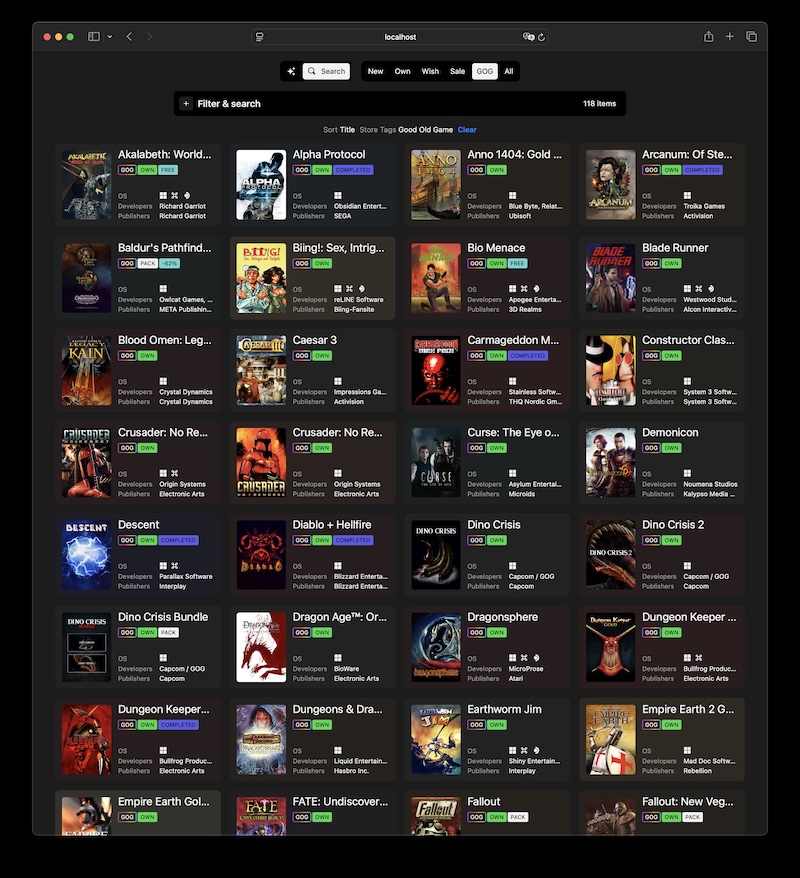 localhost
Search New Own Wish Sale GOG All
+ Filter & search 118 items
Sort Title Store Tags Good Old Game Clear
Akalabeth: World...
GOG OWN FREE
OS
Developers Richard Garriot
Publishers Richard Garriot
Alpha Protocol
GOG OWN COMPLETED
OS
Developers Obsidian Entert...
Publishers SEGA
Anno 1404: Gold ...
GOG OWN
OS
Developers Blue Byte, Relat...
Publishers Ubisoft
Arcanum: Of Ste...
GOG OWN COMPLETED
OS
Developers Troika Games
Publishers Activision
Baldur's Pathfind...
GOG PACK -62%
OS
Developers Owlcat Games, ...
Publishers META Publishin...
Biing!: Sex, Intrig...
GOG OWN
OS
Developers reLINE Software
Publishers Biing-Fansite
Bio Menace
GOG OWN FREE
OS
Developers Apogee Enterta...
Publishers 3D Realms
Blade Runner
GOG OWN
OS
Developers Westwood Stud...
Publishers Alcon Interactiv...
Blood Omen: Leg...
GOG OWN
OS
Developers Crystal Dynamics
Publishers Crystal Dynamics
Caesar 3
GOG OWN
OS
Developers Impressions Ga...
Publishers Activision
Carmageddon M...
GOG OWN COMPLETED
OS
Developers Stainless Softw...
Publishers THQ Nordic Gm...
Constructor Clas...
GOG OWN
OS
Developers System 3 Softw...
Publishers System 3 Softw...
Crusader: No Re...
GOG OWN
OS
Developers Origin Systems
Publishers Electronic Arts
Crusader: No Re...
GOG OWN
OS
Developers Origin Systems
Publishers Electronic Arts
Curse: The Eye o...
GOG OWN
OS
Developers Asylum Entertai...
Publishers Microids
Demonicon
GOG OWN
OS
Developers Noumena Studios
Publishers Kalypso Media ...
Descent
GOG OWN COMPLETED
OS
Developers Parallax Software
Publishers Interplay
Diablo + Hellfire
GOG OWN COMPLETED
OS
Developers Blizzard Enterta...
Publishers Blizzard Enterta...
Dino Crisis
GOG OWN
OS
Developers Capcom / GOG
Publishers Capcom
Dino Crisis 2
GOG OWN
OS
Developers Capcom / GOG
Publishers Capcom
Dino Crisis Bundle
GOG OWN PACK
OS
Developers Capcom / GOG
Publishers Capcom
Dragon Age™: Or...
GOG OWN
OS
Developers BioWare
Publishers Electronic Arts
Dragonsphere
GOG OWN
OS
Developers MicroProse
Publishers Atari
Dungeon Keeper ...
GOG OWN
OS
Developers Bullfrog Produc...
Publishers Electronic Arts
Dungeon Keeper...
GOG OWN COMPLETED
OS
Developers Bullfrog Produc...
Publishers Electronic Arts
Dungeons & Dra...
GOG OWN
OS
Developers Liquid Entertain...
Publishers Hasbro Inc.
Earthworm Jim
GOG OWN
OS
Developers Shiny Entertain...
Publishers Interplay
Empire Earth 2 G...
GOG OWN
OS
Developers Mad Doc Softw...
Publishers Rebellion
Empire Earth Gol...
GOG OWN
FATE: Undiscover...
GOG OWN
Fallout
GOG OWN PACK
Fallout: New Veg...
GOG OWN PACK